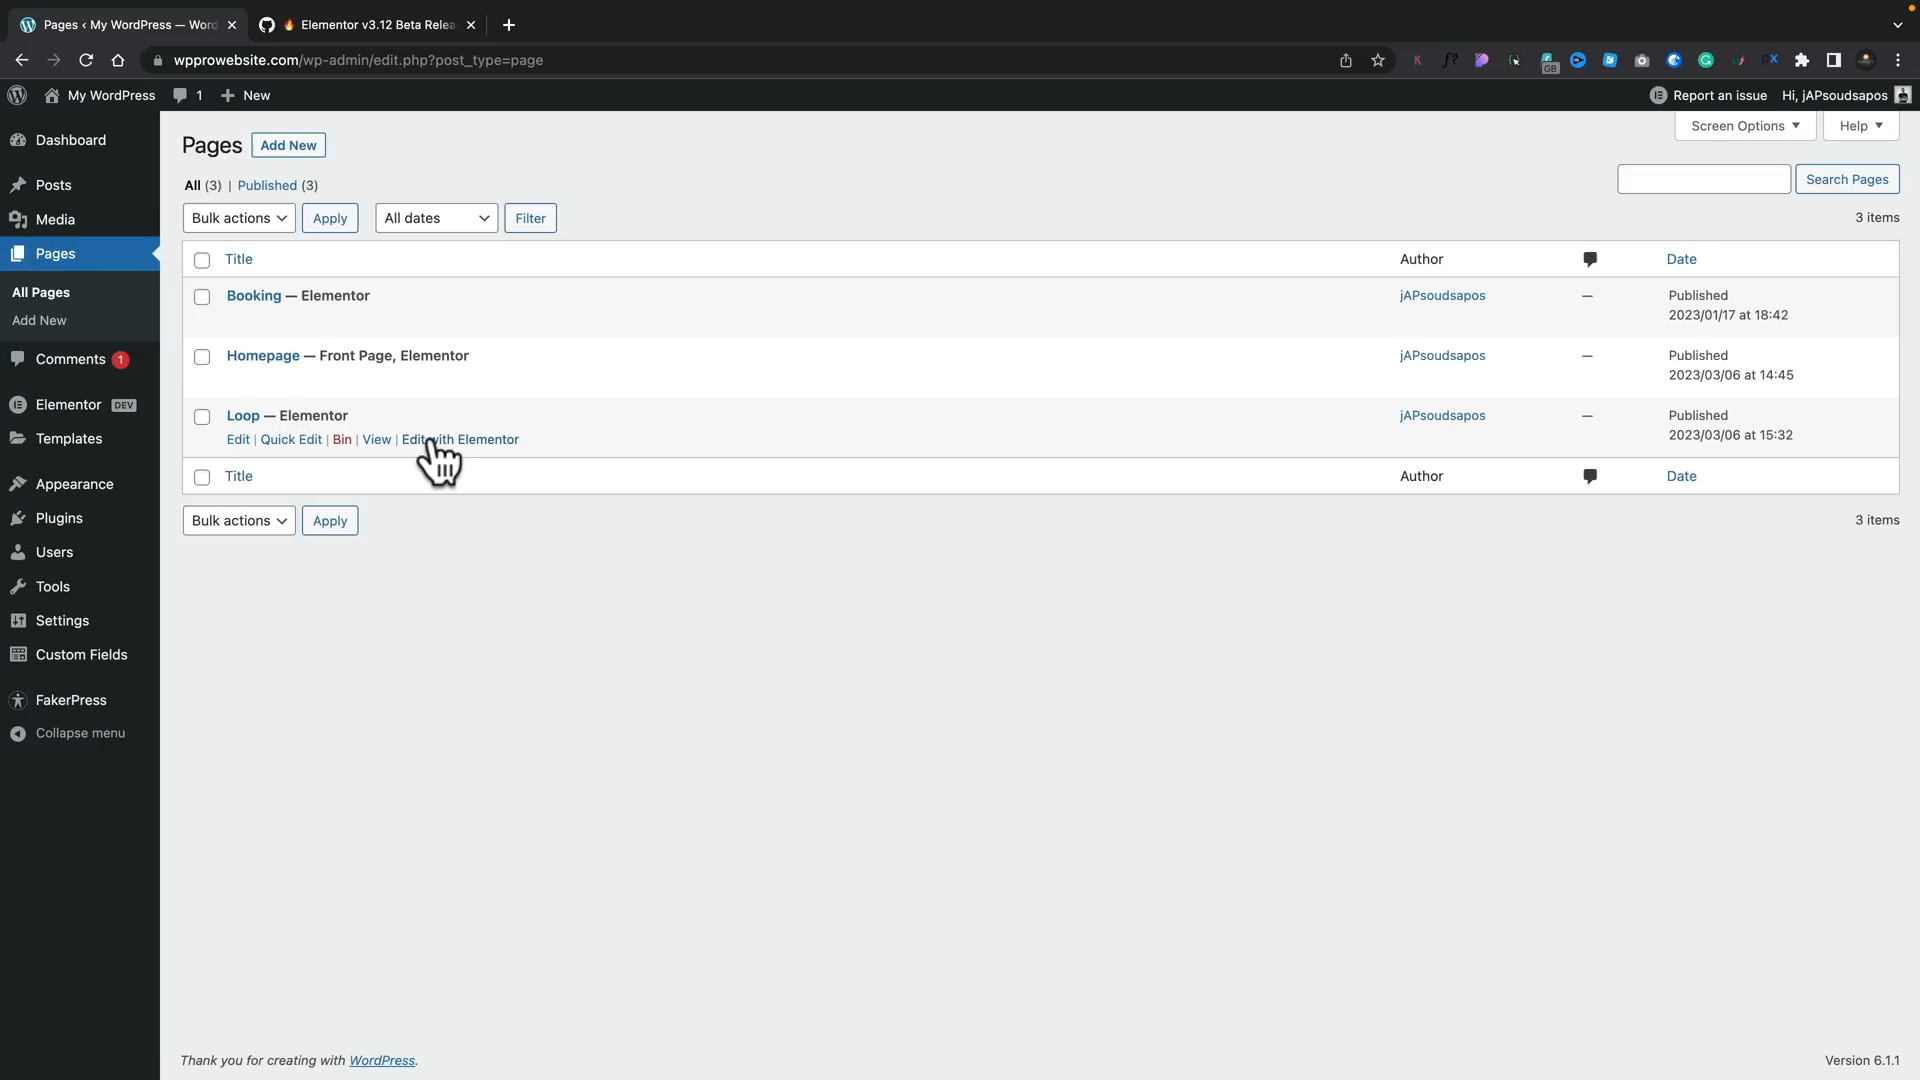 Pages ‹ My WordPress — Word
🔥 Elementor v3.12 Beta Relea
wpprowebsite.com/wp-admin/edit.php?post_type=page
My WordPress
1
New
Report an issue
Hi, jAPsoudsapos
Dashboard
Posts
Media
Pages
All Pages
Add New
Comments 1
Elementor DEV
Templates
Appearance
Plugins
Users
Tools
Settings
Custom Fields
FakerPress
Collapse menu
Pages
Add New
Screen Options
Help
All (3) | Published (3)
Search Pages
Bulk actions
Apply
All dates
Filter
3 items
Title
Author
Date
Booking — Elementor
jAPsoudsapos
—
Published
2023/01/17 at 18:42
Homepage — Front Page, Elementor
jAPsoudsapos
—
Published
2023/03/06 at 14:45
Loop — Elementor
Edit | Quick Edit | Bin | View | Edit with Elementor
jAPsoudsapos
—
Published
2023/03/06 at 15:32
Title
Author
Date
Bulk actions
Apply
3 items
Thank you for creating with WordPress.
Version 6.1.1